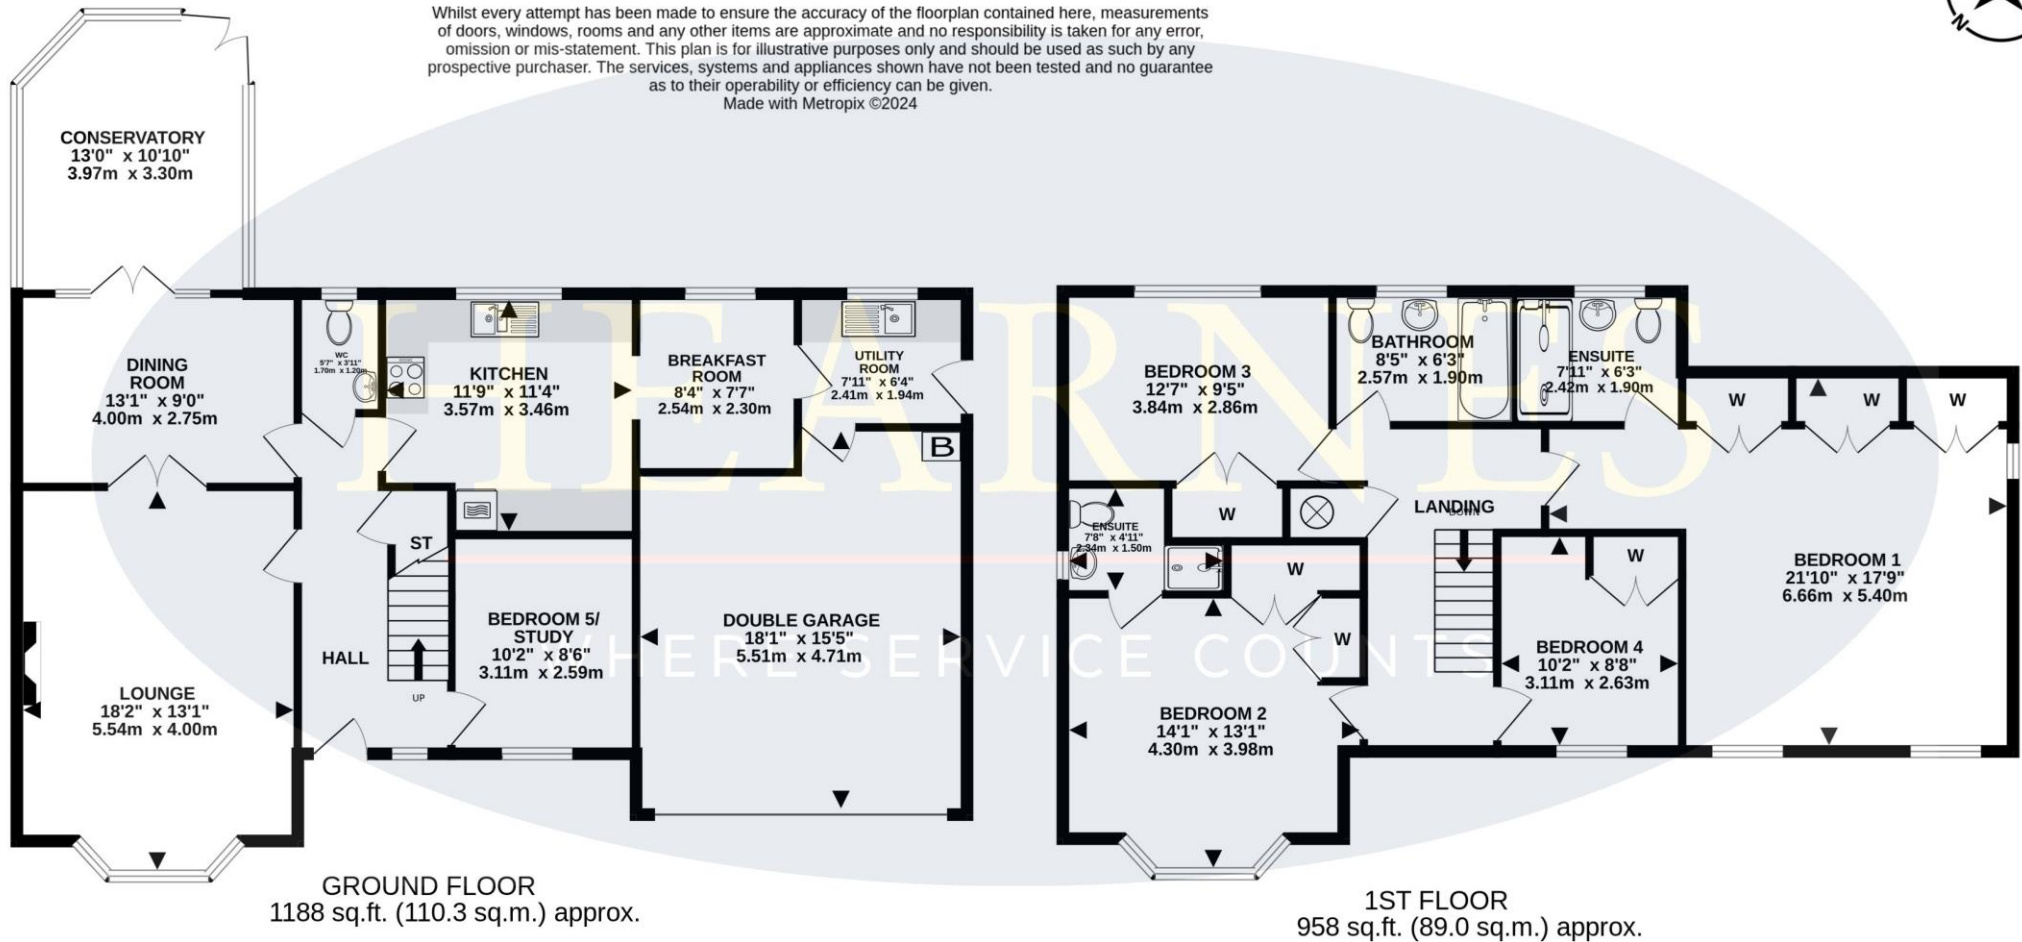 Whilst every attempt has been made to ensure the accuracy of the floorplan contained here, measurements
of doors, windows, rooms and any other items are approximate and no responsibility is taken for any error,
omission or mis-statement. This plan is for illustrative purposes only and should be used as such by any
prospective purchaser. The services, systems and appliances shown have not been tested and no guarantee
as to their operability or efficiency can be given.
Made with Metropix ©2024
N
CONSERVATORY
13'0" x 10'10"
3.97m x 3.30m
DINING
ROOM
13'1" x 9'0"
4.00m x 2.75m
WC
5'7" x 3'11"
1.70m x 1.20m
KITCHEN
11'9" x 11'4"
3.57m x 3.46m
BREAKFAST
ROOM
8'4" x 7'7"
2.54m x 2.30m
UTILITY
ROOM
7'11" x 6'4"
2.41m x 1.94m
B
ST
HALL
UP
LOUNGE
18'2" x 13'1"
5.54m x 4.00m
BEDROOM 5/
STUDY
10'2" x 8'6"
3.11m x 2.59m
DOUBLE GARAGE
18'1" x 15'5"
5.51m x 4.71m
GROUND FLOOR
1188 sq.ft. (110.3 sq.m.) approx.
BEDROOM 3
12'7" x 9'5"
3.84m x 2.86m
BATHROOM
8'5" x 6'3"
2.57m x 1.90m
ENSUITE
7'11" x 6'3"
2.42m x 1.90m
W
W
W
W
LANDING
DOWN
ENSUITE
7'8" x 4'11"
2.34m x 1.50m
W
W
W
BEDROOM 1
21'10" x 17'9"
6.66m x 5.40m
BEDROOM 4
10'2" x 8'8"
3.11m x 2.63m
BEDROOM 2
14'1" x 13'1"
4.30m x 3.98m
1ST FLOOR
958 sq.ft. (89.0 sq.m.) approx.
HEARNES
WHERE SERVICE COUNTS